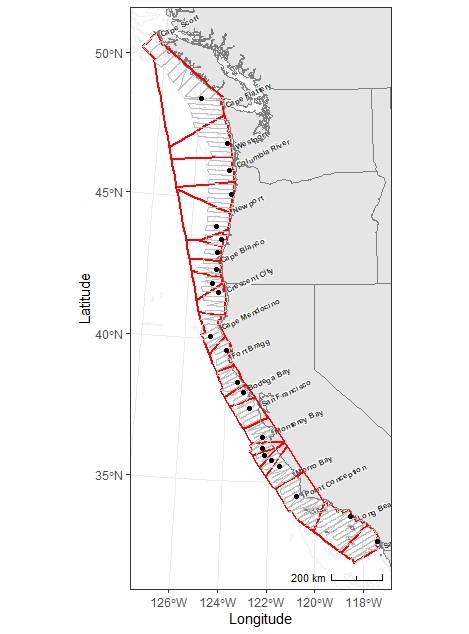 Cape Scott
50°N
Cape Flattery
Westport
Columbia River
45°N
Newport
Cape Blanco
Crescent City
Cape Mendocino
40°N
Fort Bragg
Bodega Bay
San Francisco
Monterey Bay
Morro Bay
35°N
Point Conception
Long Bea
200 km
126°W 124°W 122°W 120°W 118°W
Longitude
Latitude